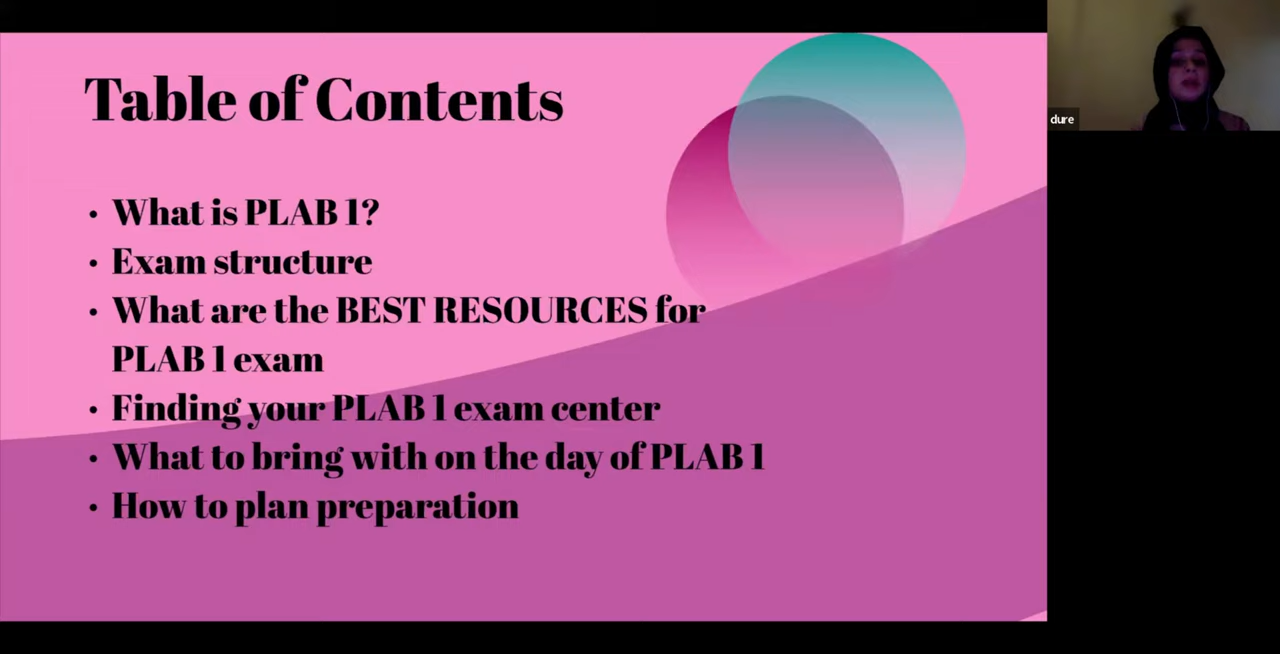 Table of Contents
• What is PLAB 1?
• Exam structure
• What are the BEST RESOURCES for
PLAB 1 exam
• Finding your PLAB 1 exam center
• What to bring with on the day of PLAB 1
• How to plan preparation
dure